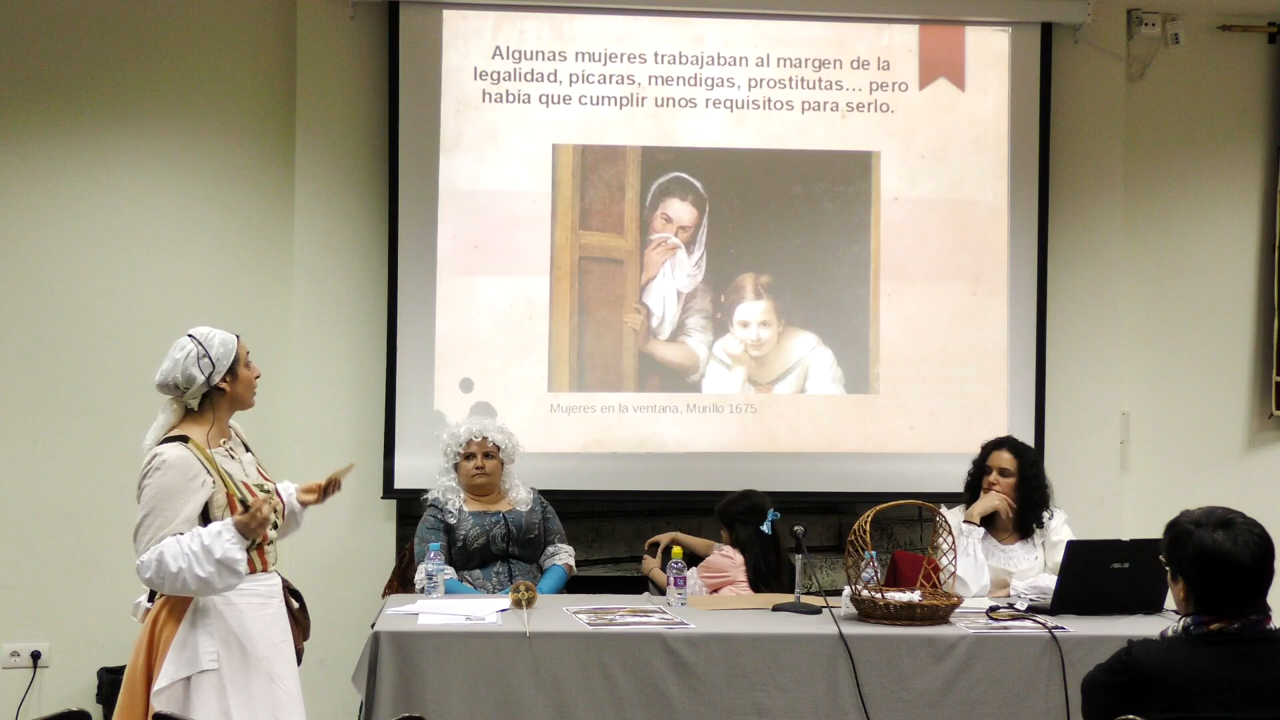 Algunas mujeres trabajaban al margen de la
legalidad, pícaras, mendigas, prostitutas... pero
había que cumplir unos requisitos para serlo.
Mujeres en la ventana, Murillo 1675
ASUS